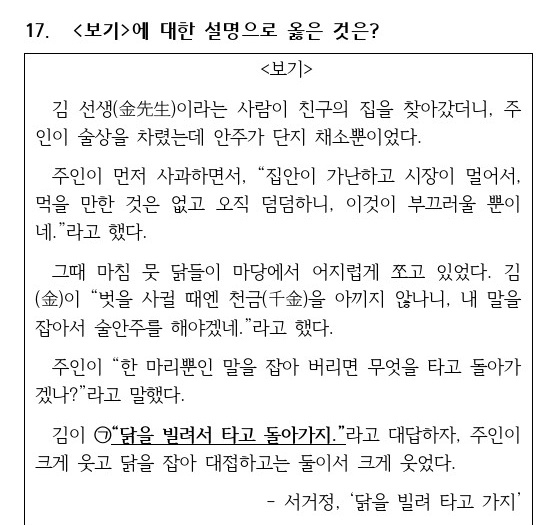 17. <보기>에 대한 설명으로 옳은 것은?
<보기>
김 선생(金先生)이라는 사람이 친구의 집을 찾아갔더니, 주
인이 술상을 차렸는데 안주가 단지 채소뿐이었다.
주인이 먼저 사과하면서, “집안이 가난하고 시장이 멀어서,
먹을 만한 것은 없고 오직 덤덤하니, 이것이 부끄러울 뿐이
네.”라고 했다.
그때 마침 뭇 닭들이 마당에서 어지럽게 쪼고 있었다. 김
(金)이 “벗을 사귈 때엔 천금(千金)을 아끼지 않나니, 내 말을
잡아서 술안주를 해야겠네.”라고 했다.
주인이 “한 마리뿐인 말을 잡아 버리면 무엇을 타고 돌아가
겠나?”라고 말했다.
김이 ㉠“닭을 빌려서 타고 돌아가지.”라고 대답하자, 주인이
크게 웃고 닭을 잡아 대접하고는 둘이서 크게 웃었다.
- 서거정, ‘닭을 빌려 타고 가지’